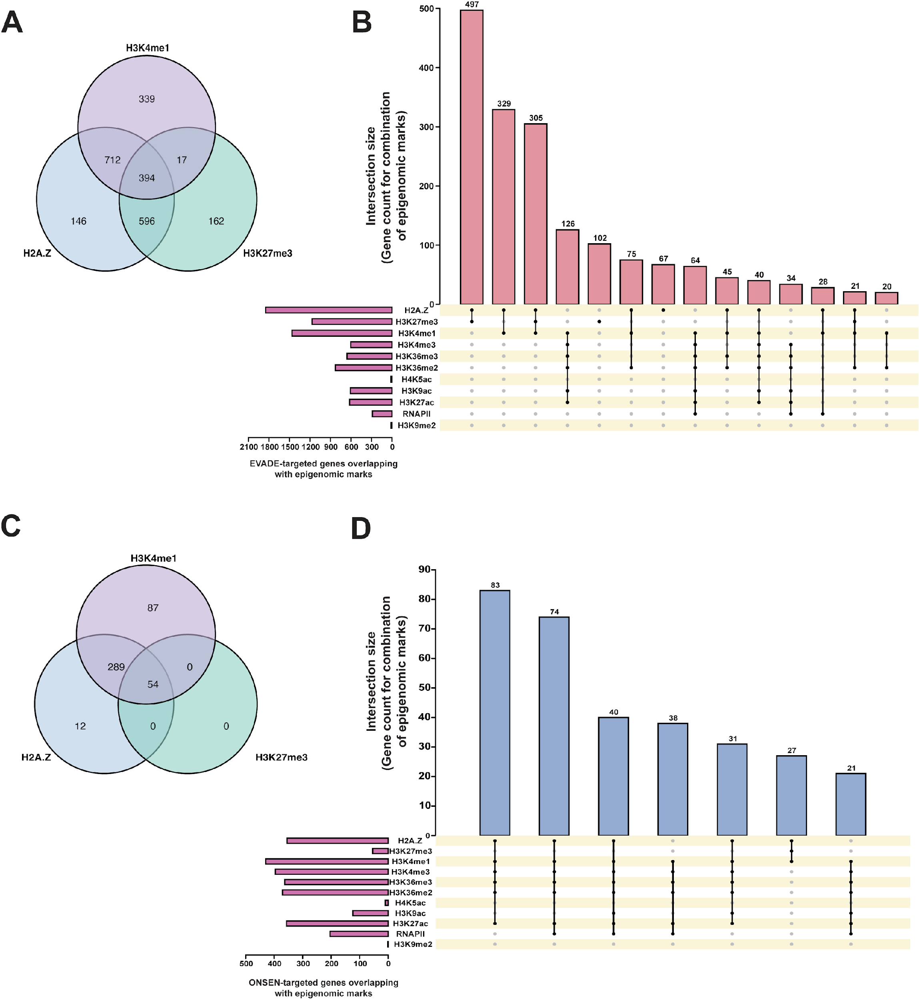 A
H3K4me1
339
712
17
394
146
596
162
H2A.Z
H3K27me3
B
Intersection size
(Gene count for combination
of epigenomic marks)
500
400
300
200
100
0
497
329
305
126
102
75
67
64
45
40
34
28
21
20
H2A.Z
H3K27me3
H3K4me1
H3K4me3
H3K36me3
H3K36me2
H4K5ac
H3K9ac
H3K27ac
RNAPII
H3K9me2
2100 1800 1500 1200 900 600 300 0
EVADE-targeted genes overlapping
with epigenomic marks
C
H3K4me1
87
289
0
54
12
0
0
H2A.Z
H3K27me3
D
Intersection size
(Gene count for combination
of epigenomic marks)
90
80
70
60
50
40
30
20
10
0
83
74
40
38
31
27
21
H2A.Z
H3K27me3
H3K4me1
H3K4me3
H3K36me3
H3K36me2
H4K5ac
H3K9ac
H3K27ac
RNAPII
H3K9me2
500 400 300 200 100 0
ONSEN-targeted genes overlapping
with epigenomic marks